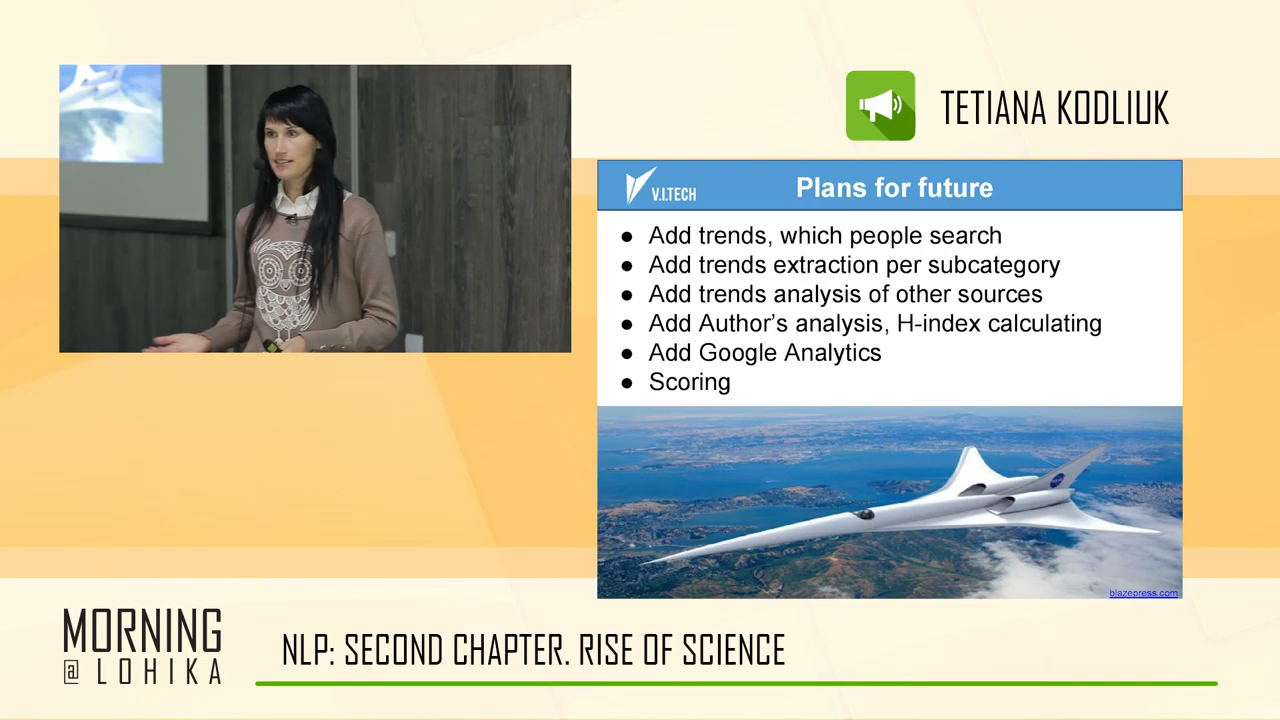 TETIANA KODLIUK
V.I.TECH
Plans for future
● Add trends, which people search
● Add trends extraction per subcategory
● Add trends analysis of other sources
● Add Author's analysis, H-index calculating
● Add Google Analytics
● Scoring
NASA
blazepress.com
MORNING
@ LOHIKA
NLP: SECOND CHAPTER. RISE OF SCIENCE